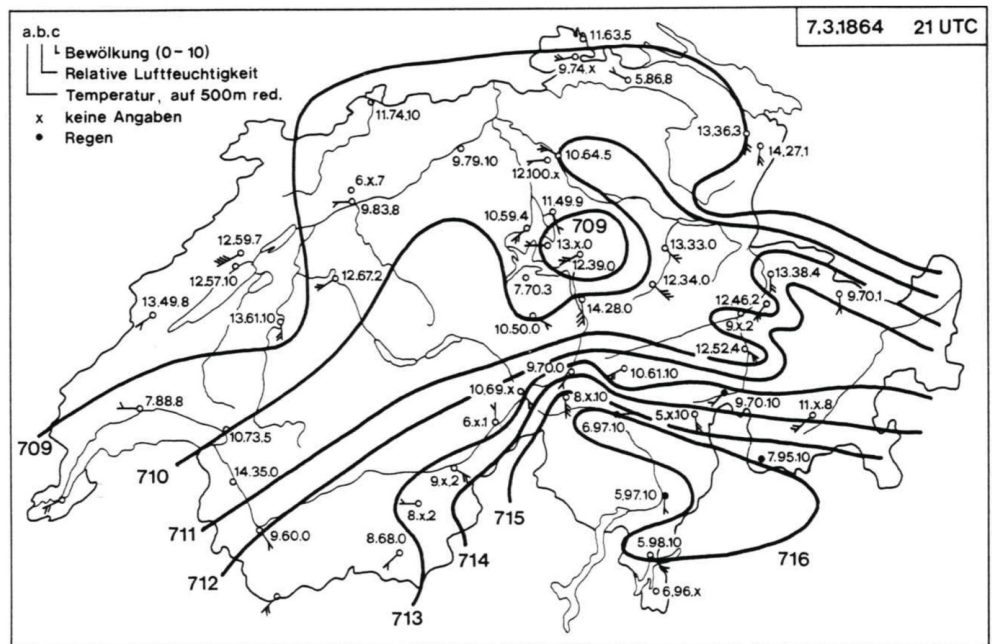 7.3.1864 21 UTC
a.b.c
Bewölkung (0-10)
Relative Luftfeuchtigkeit
Temperatur, auf 500m red.
x keine Angaben
● Regen
11.63.5
9.74.x
5.86.8
11.74.10
13.36.3
14.27.1
9.79.10
10.64.5
12.100.x
6.x.7
9.83.8
11.49.9
10.59.4
709
13.x.0
13.33.0
12.59.7
12.39.0
12.57.10
12.67.2
7.70.3
12.34.0
13.38.4
9.70.1
13.49.8
14.28.0
12.46.2
13.61.10
10.50.0
9.x.2
12.52.4
9.70.0
10.61.10
10.69.x
8.x.10
7.88.8
6.x.1
5.x.10
9.70.10
11.x.8
10.73.5
6.97.10
709
710
14.35.0
9.x.2
7.95.10
8.x.2
715
5.97.10
711
9.60.0
714
8.68.0
5.98.10
716
712
6.96.x
713